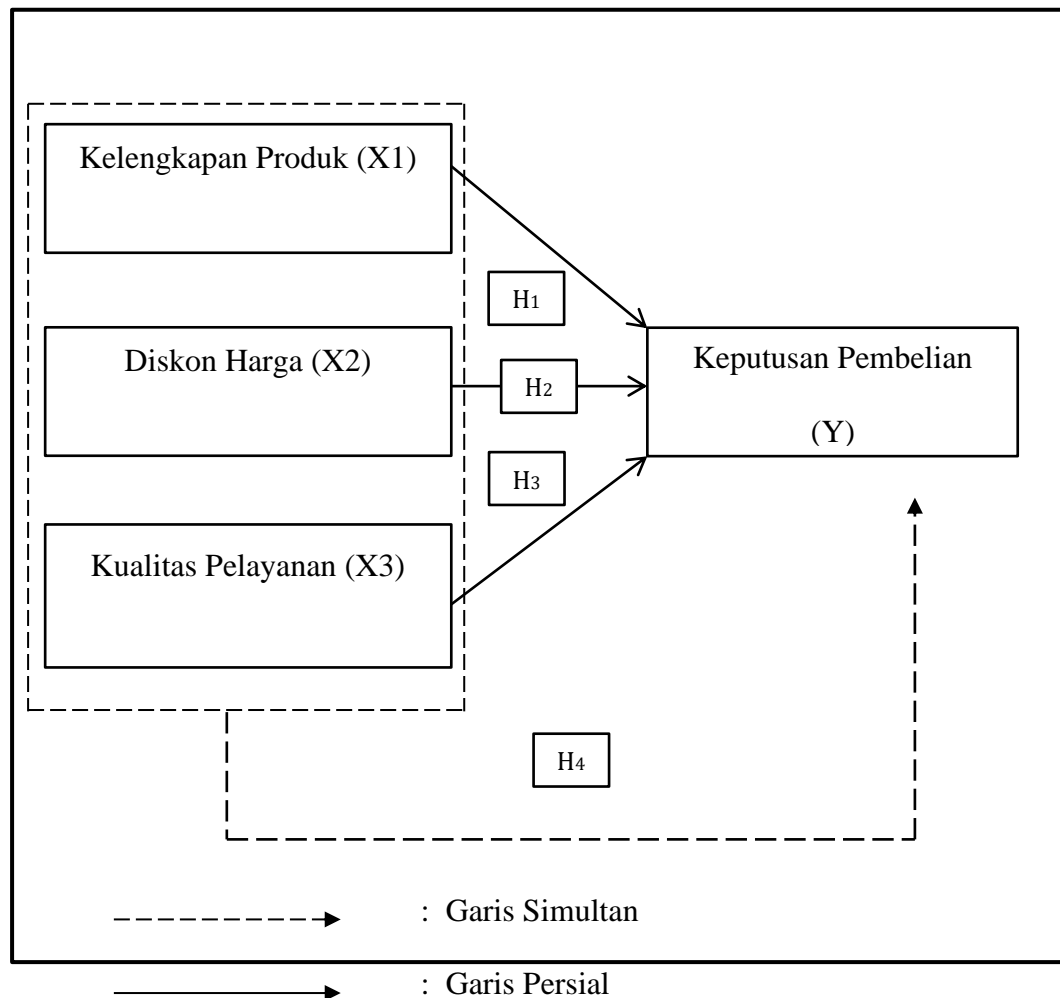 Kelengkapan Produk (X1)
H1
Diskon Harga (X2)
H2
Keputusan Pembelian
(Y)
H3
Kualitas Pelayanan (X3)
H4
: Garis Simultan
: Garis Persial